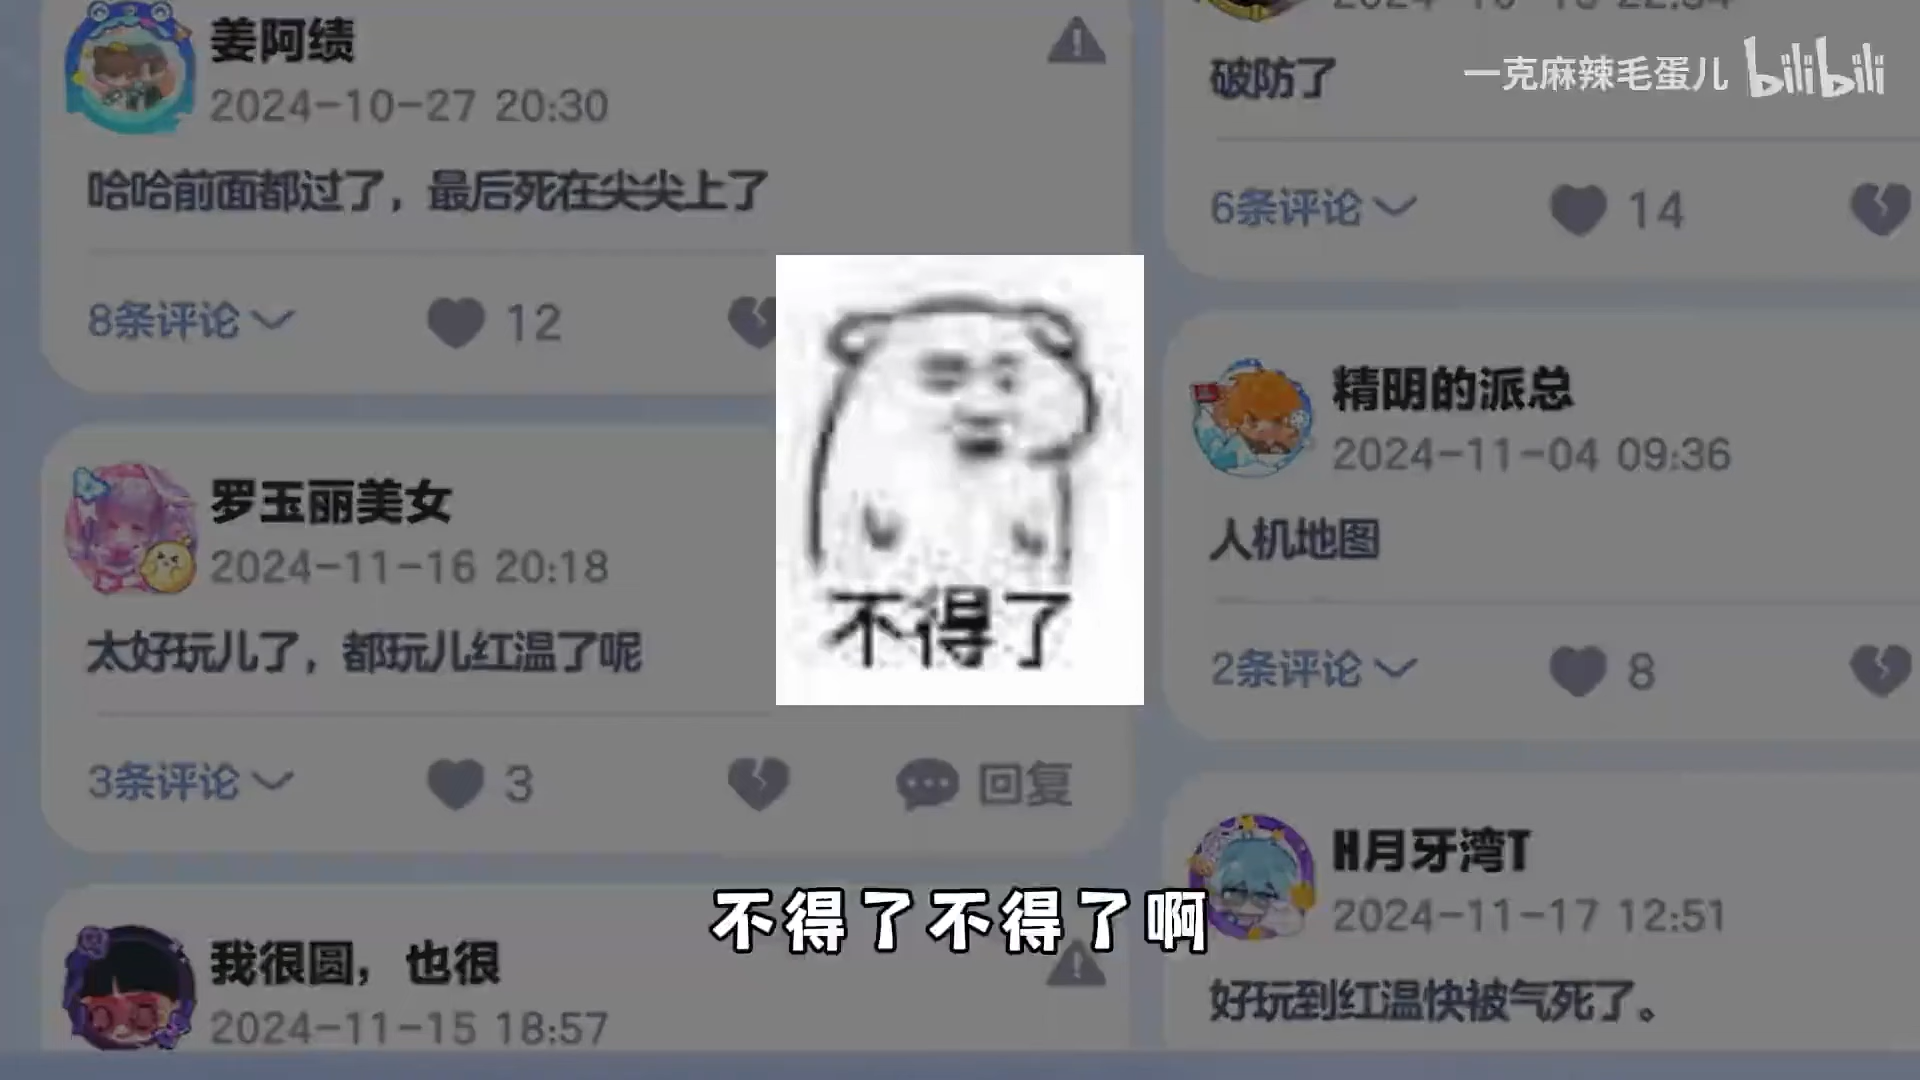 姜阿绩
2024-10-27 20:30
哈哈前面都过了，最后死在尖尖上了
8条评论
12
罗玉丽美女
2024-11-16 20:18
太好玩儿了，都玩儿红温了呢
3条评论
3
回复
我很圆，也很
2024-11-15 18:57
不得了
不得了不得了啊
一克麻辣毛蛋儿 bilibili
破防了
6条评论
14
精明的派总
2024-11-04 09:36
人机地图
2条评论
8
H月牙湾T
2024-11-17 12:51
好玩到红温快被气死了。